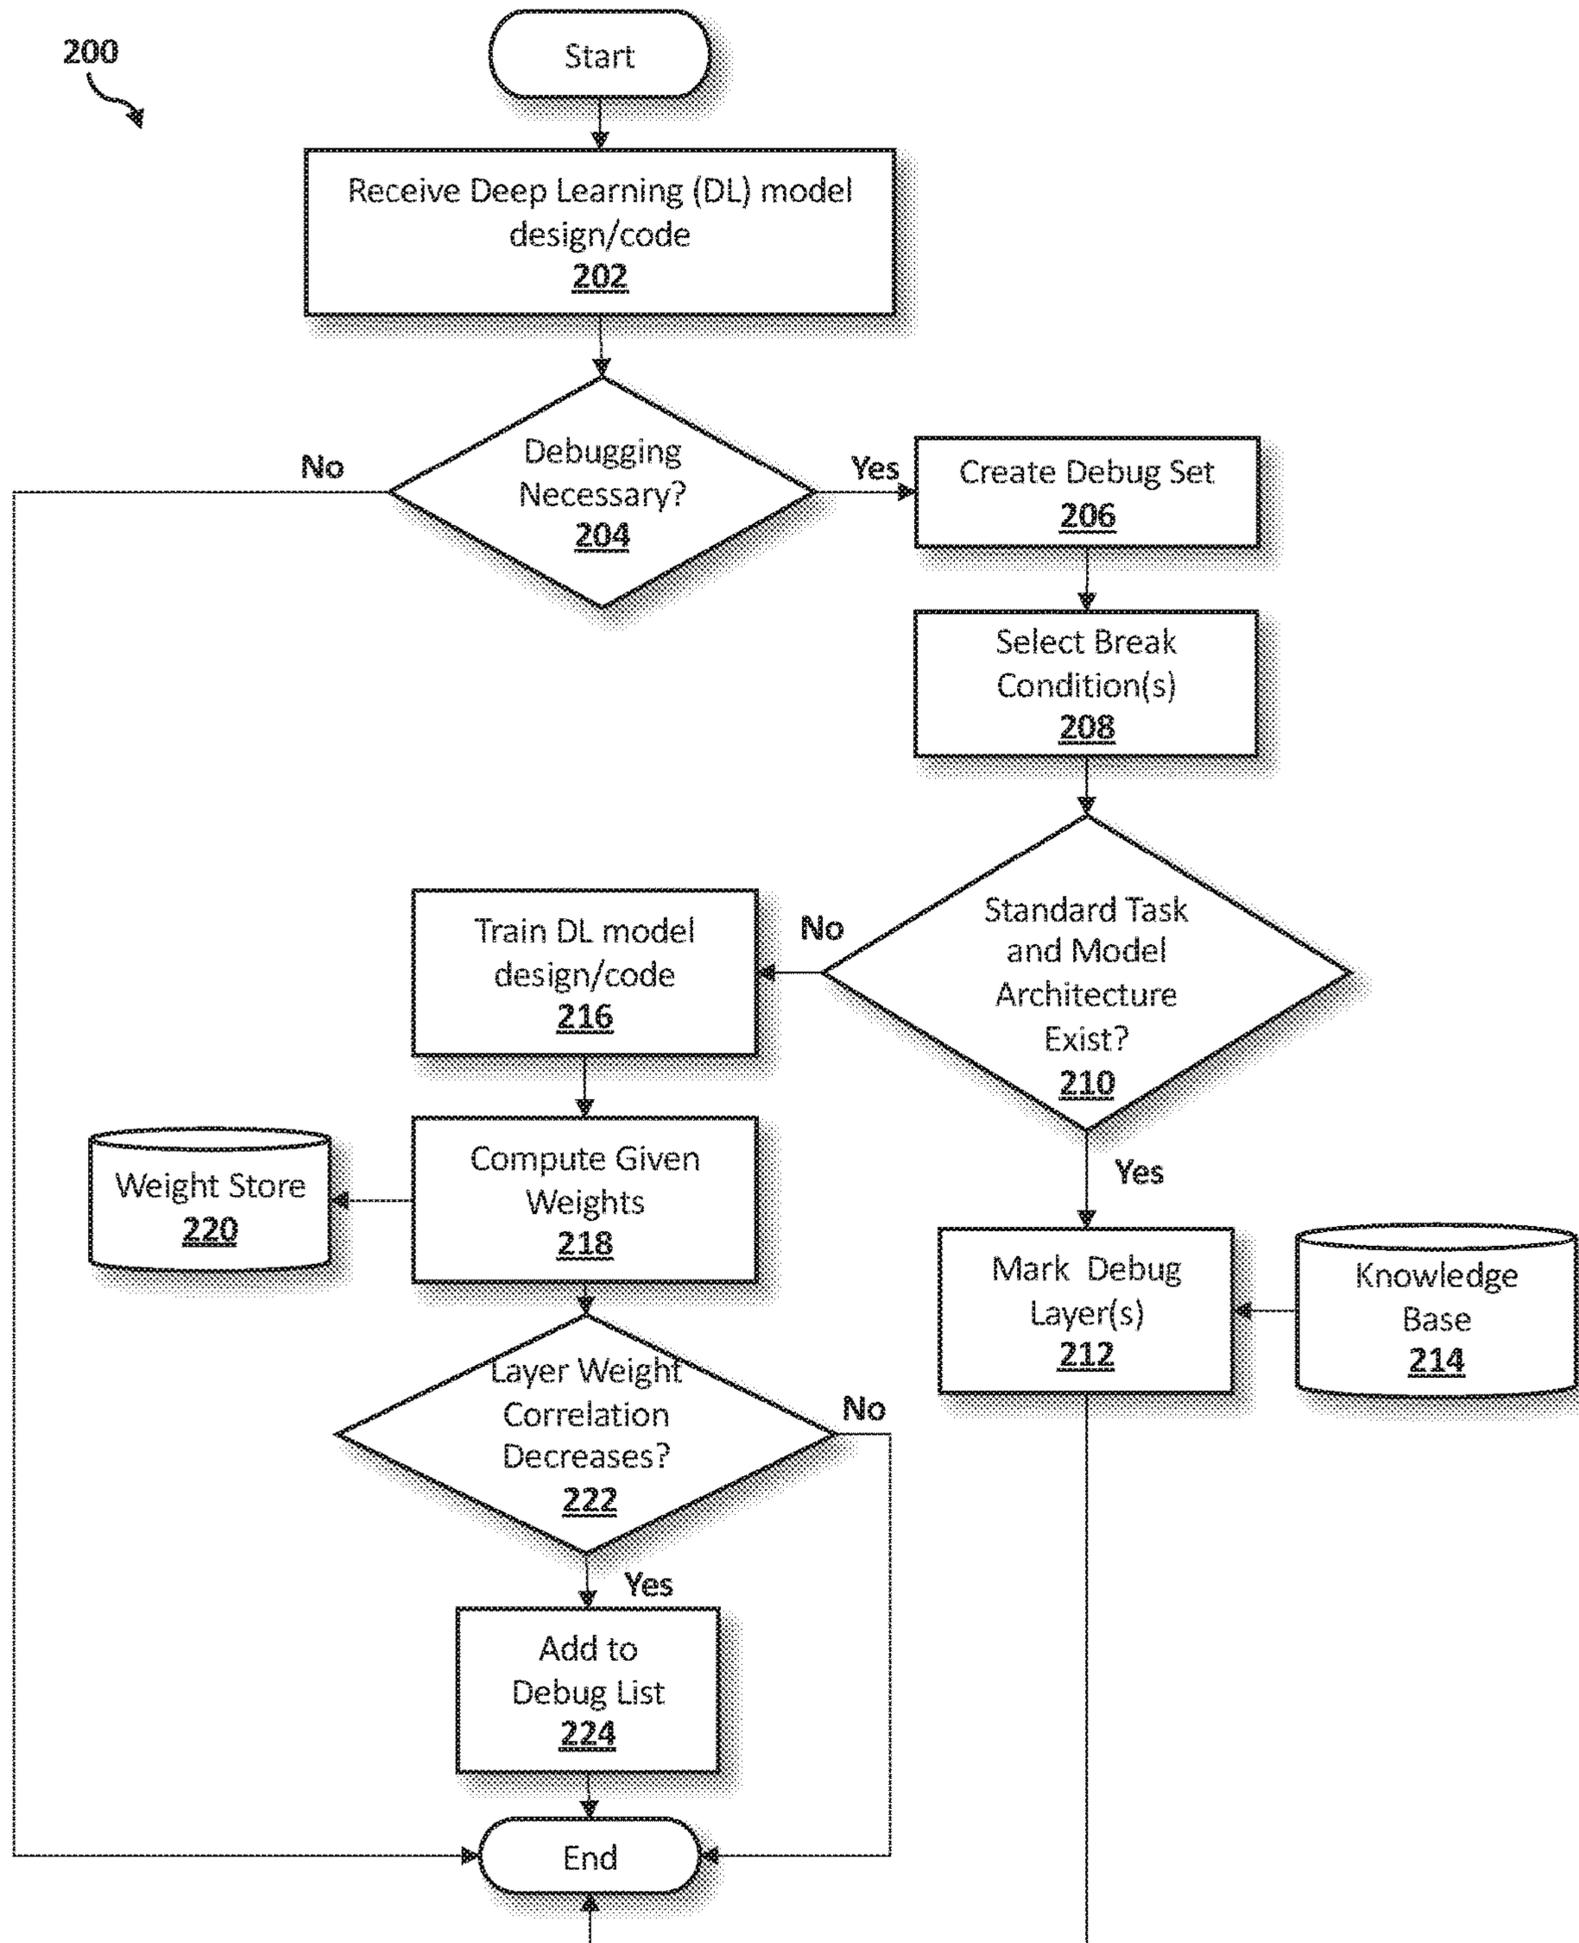 200
Start
Receive Deep Learning (DL) model
design/code
202
No
Debugging
Necessary?
204
Yes
Create Debug Set
206
Select Break
Condition(s)
208
Standard Task
and Model
Architecture
Exist?
210
No
Train DL model
design/code
216
Yes
Compute Given
Weights
218
Weight Store
220
Mark Debug
Layer(s)
212
Knowledge
Base
214
Layer Weight
Correlation
Decreases?
222
No
Yes
Add to
Debug List
224
End